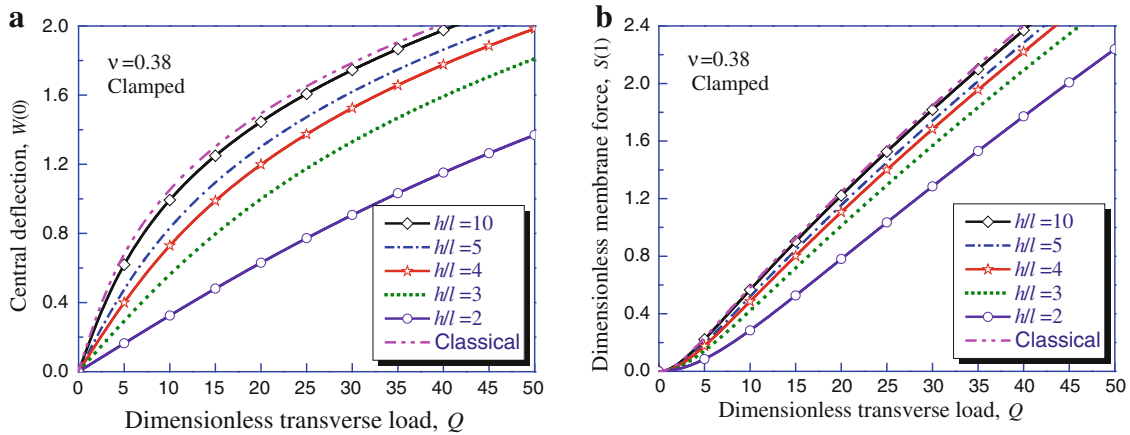 a
2.0
1.6
1.2
0.8
0.4
0.0
Central deflection, W(0)
ν=0.38
Clamped
h/l=10
h/l=5
h/l=4
h/l=3
h/l=2
Classical
0 5 10 15 20 25 30 35 40 45 50
Dimensionless transverse load, Q
b
2.4
2.0
1.6
1.2
0.8
0.4
0.0
Dimensionless membrane force, S(1)
ν=0.38
Clamped
h/l=10
h/l=5
h/l=4
h/l=3
h/l=2
Classical
0 5 10 15 20 25 30 35 40 45 50
Dimensionless transverse load, Q